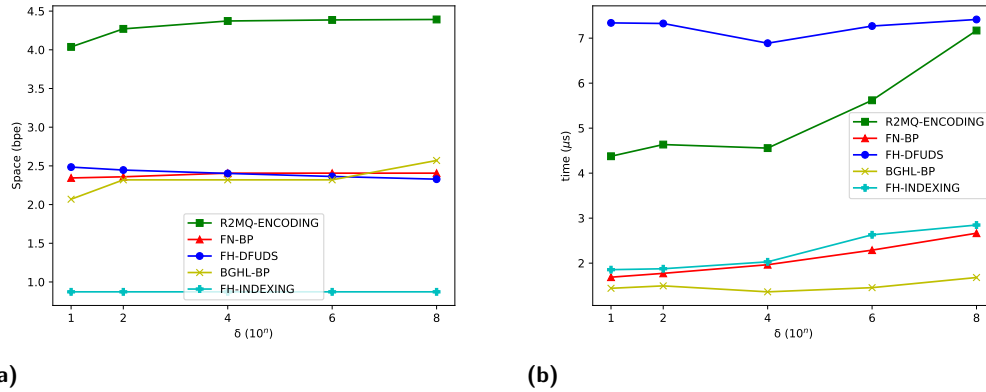 4.5
4.0
3.5
3.0
2.5
2.0
1.5
1.0
Space (bpe)
R2MQ-ENCODING
FN-BP
FH-DFUDS
BGHL-BP
FH-INDEXING
1 2 4 6 8
δ (10ⁿ)
a)
7
6
5
4
3
2
time (μs)
R2MQ-ENCODING
FN-BP
FH-DFUDS
BGHL-BP
FH-INDEXING
1 2 4 6 8
δ (10ⁿ)
(b)